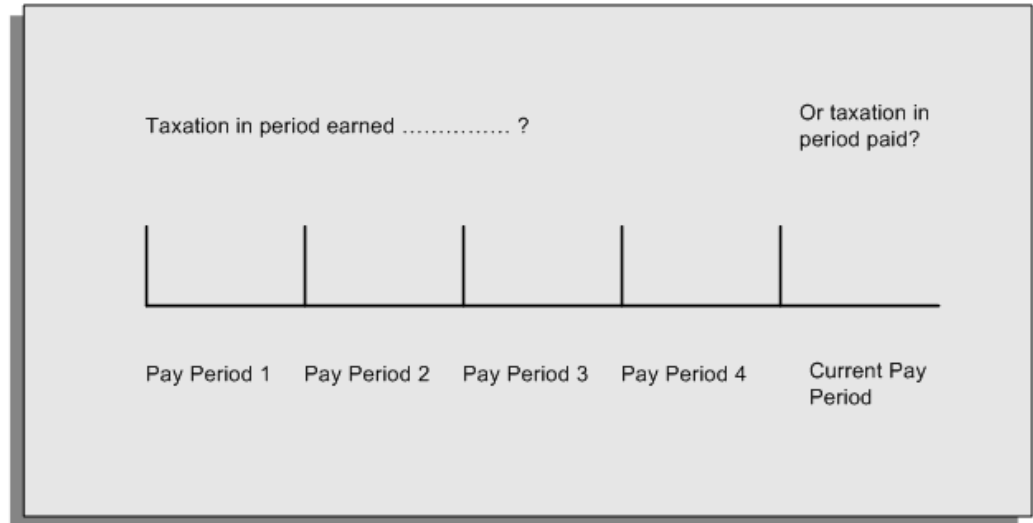 Taxation in period earned ............... ?
Or taxation in
period paid?
Pay Period 1
Pay Period 2
Pay Period 3
Pay Period 4
Current Pay
Period